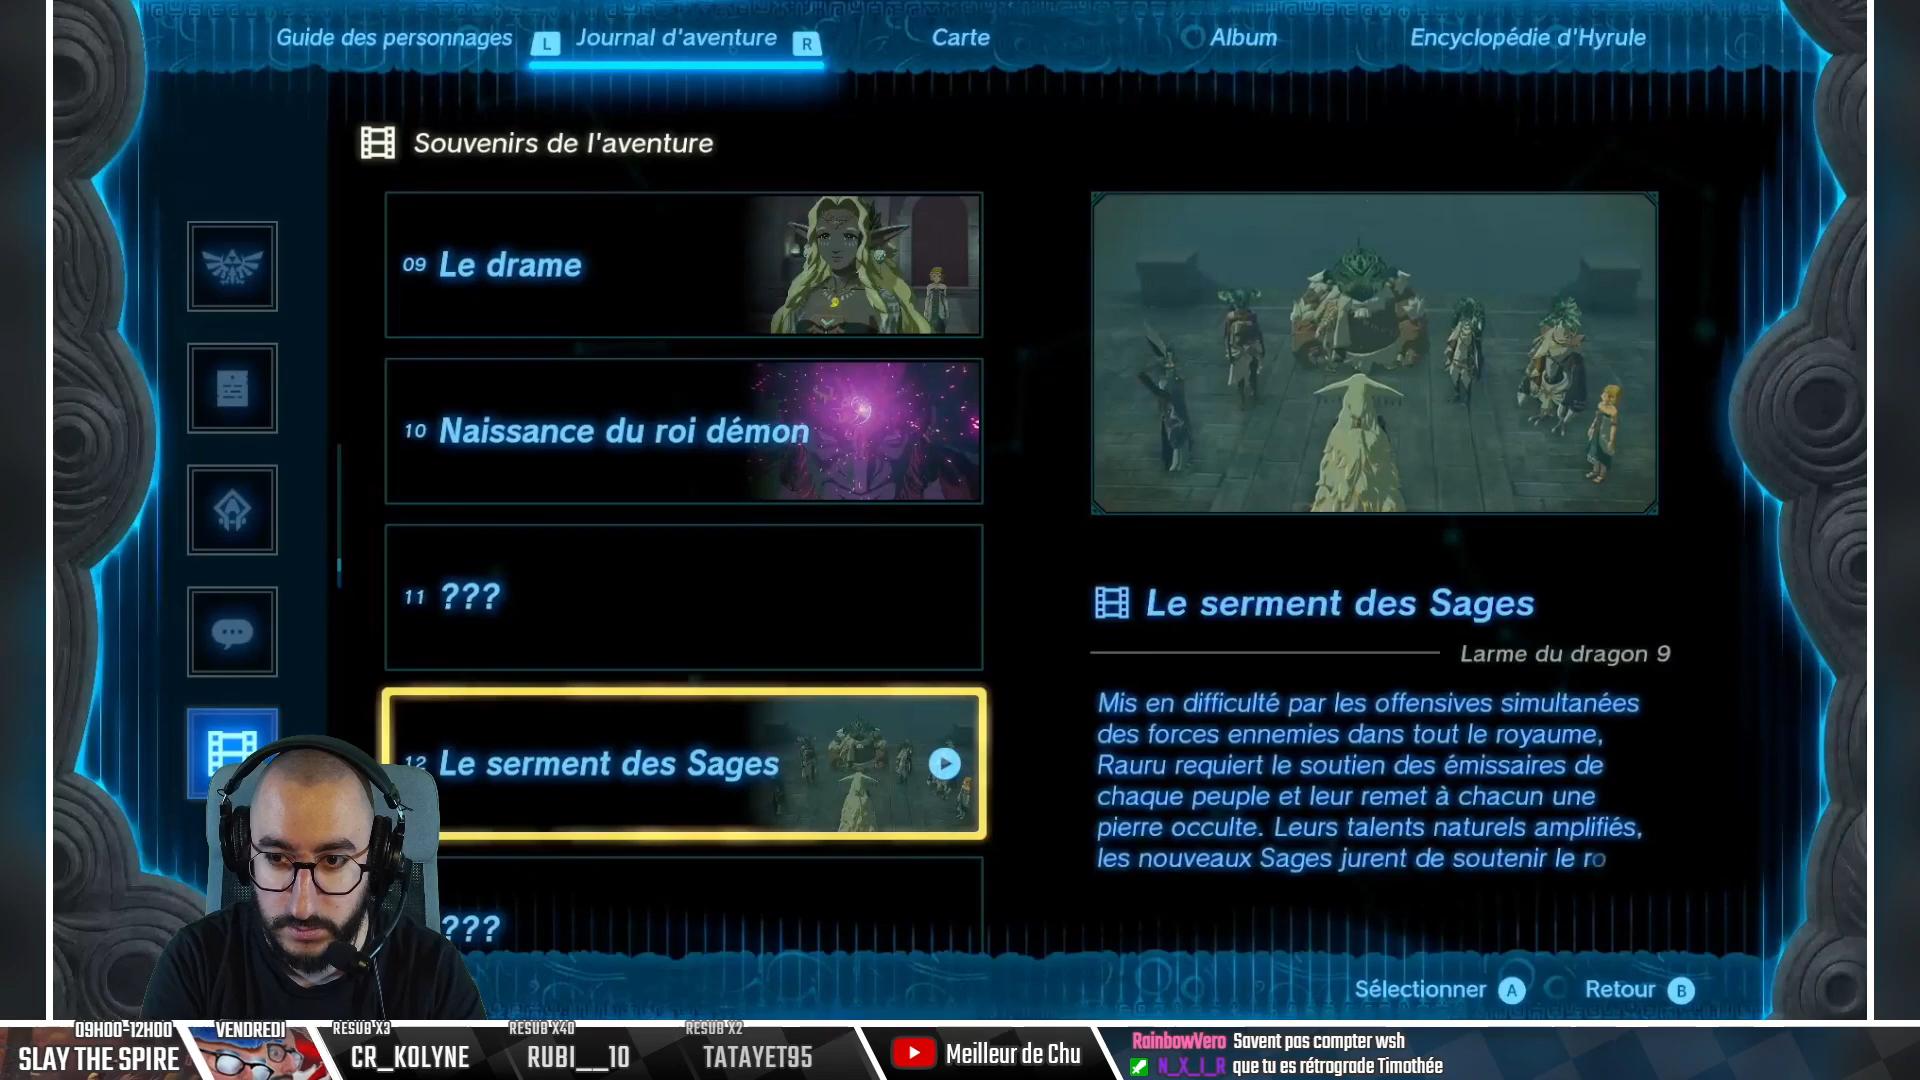 Guide des personnages
L
Journal d'aventure
R
Carte
Album
Encyclopédie d'Hyrule
Souvenirs de l'aventure
09 Le drame
10 Naissance du roi démon
11 ???
12 Le serment des Sages
???
Le serment des Sages
Larme du dragon 9
Mis en difficulté par les offensives simultanées
des forces ennemies dans tout le royaume,
Rauru requiert le soutien des émissaires de
chaque peuple et leur remet à chacun une
pierre occulte. Leurs talents naturels amplifiés,
les nouveaux Sages jurent de soutenir le ro
Sélectionner A
Retour B
09H00-12H00
SLAY THE SPIRE
VENDREDI
RESUB X3
CR_KOLYNE
RESUB X40
RUBI__10
RESUB X2
TATAYET95
Meilleur de Chu
RainbowVero Savent pas compter wsh
N_X_I_R que tu es rétrograde Timothée